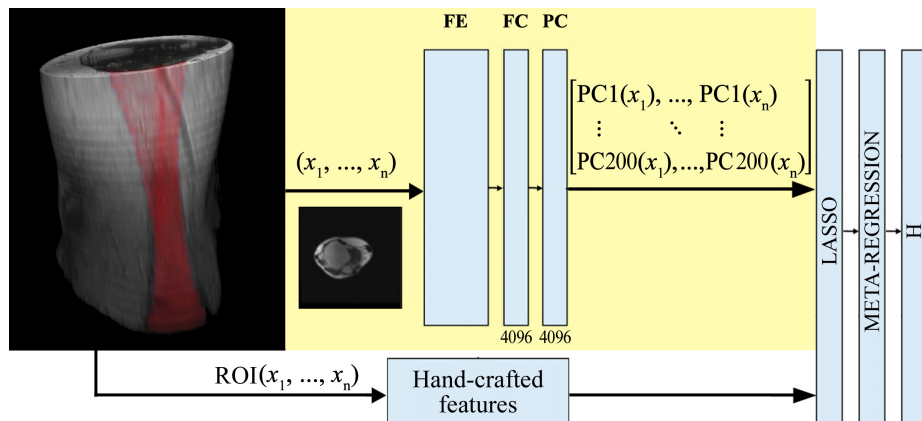 FE FC PC
(x₁, ..., xₙ)
[PC1(x₁), ..., PC1(xₙ)
⋮ ⋱ ⋮
PC200(x₁),...,PC200(xₙ)]
4096 4096
LASSO
META-REGRESSION
H
ROI(x₁, ..., xₙ)
Hand-crafted
features